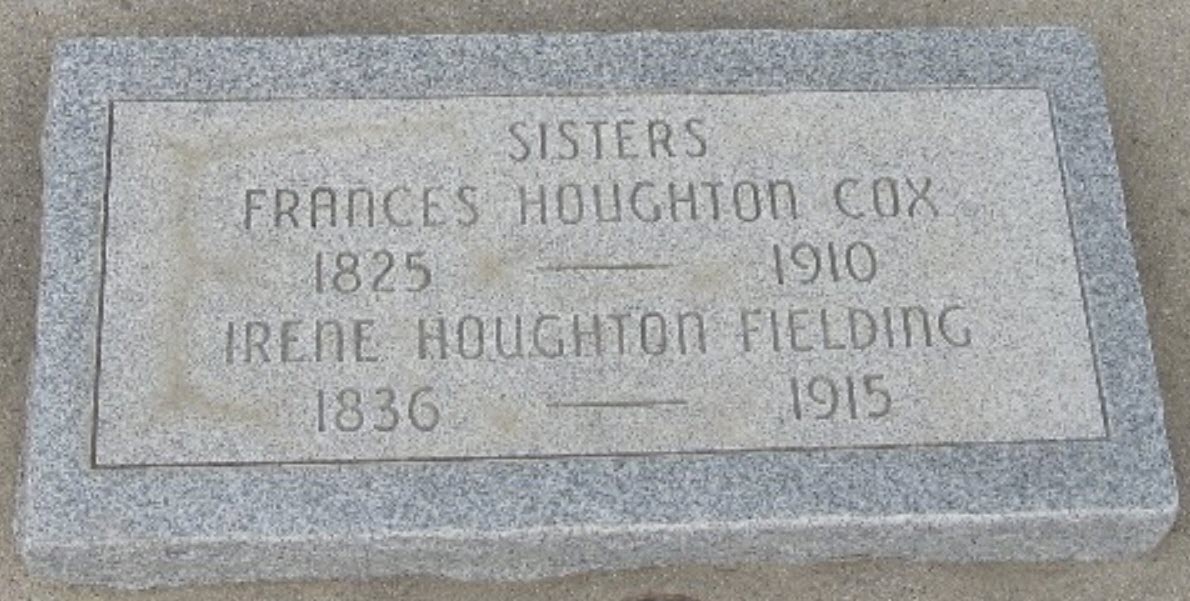 SISTERS
FRANCES HOUGHTON COX
1825 — 1910
IRENE HOUGHTON FIELDING
1836 — 1915